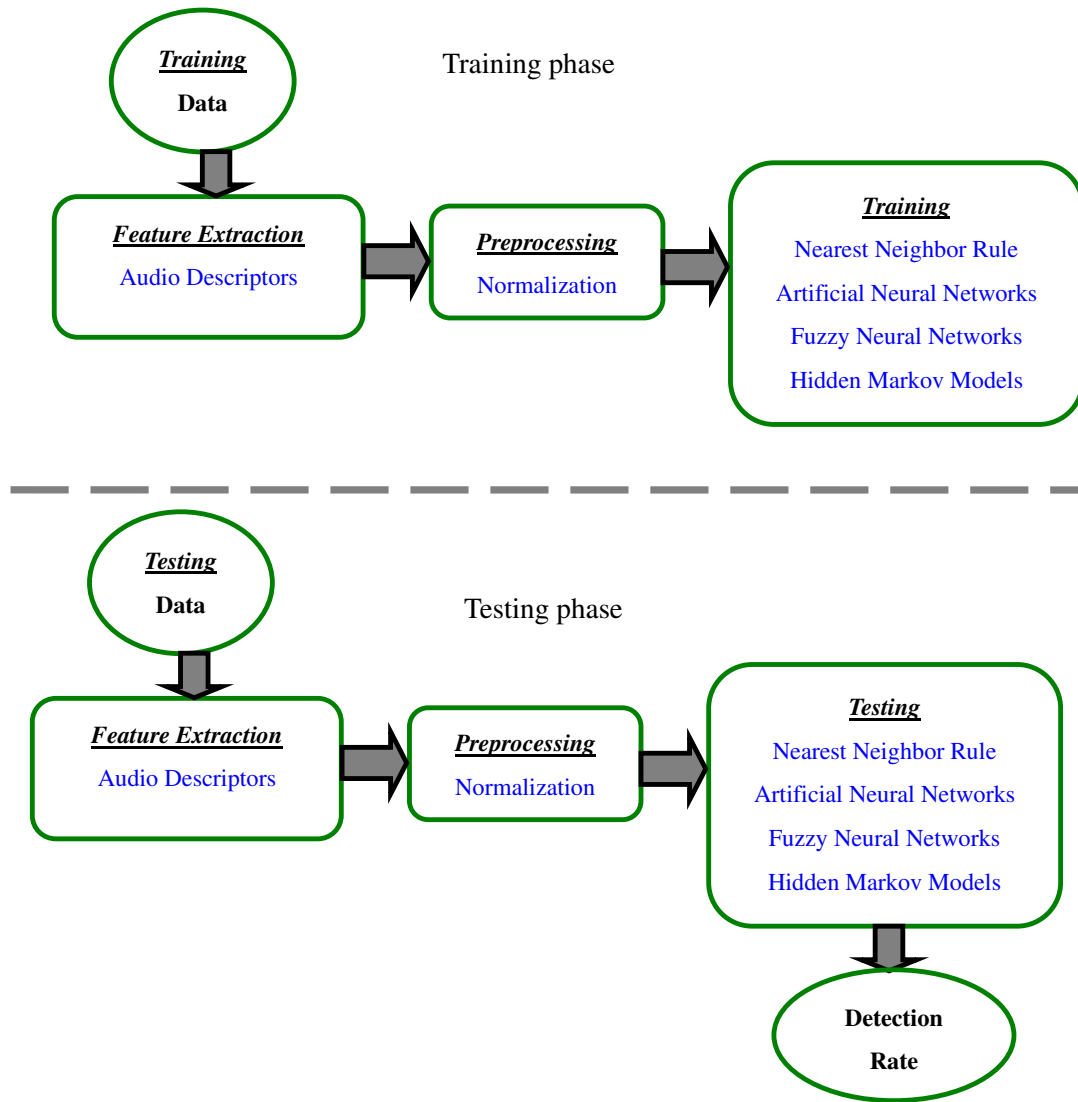 Training
Data
Training phase
Feature Extraction
Audio Descriptors
Preprocessing
Normalization
Training
Nearest Neighbor Rule
Artificial Neural Networks
Fuzzy Neural Networks
Hidden Markov Models
Testing
Data
Testing phase
Feature Extraction
Audio Descriptors
Preprocessing
Normalization
Testing
Nearest Neighbor Rule
Artificial Neural Networks
Fuzzy Neural Networks
Hidden Markov Models
Detection
Rate